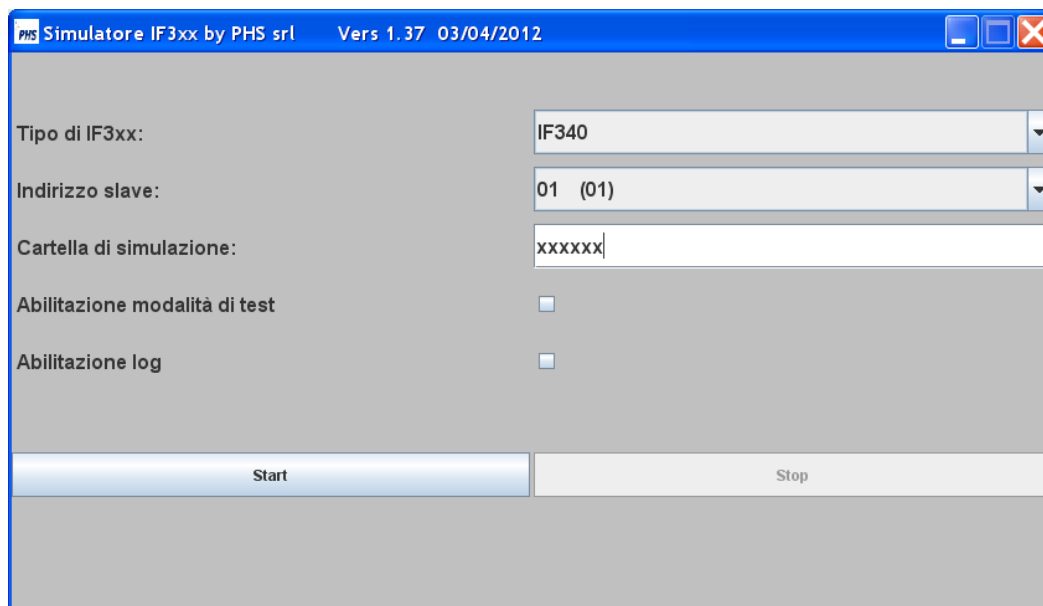 PHS Simulatore IF3xx by PHS srl Vers 1.37 03/04/2012
Tipo di IF3xx: IF340
Indirizzo slave: 01 (01)
Cartella di simulazione: xxxxxx
Abilitazione modalità di test
Abilitazione log
Start Stop